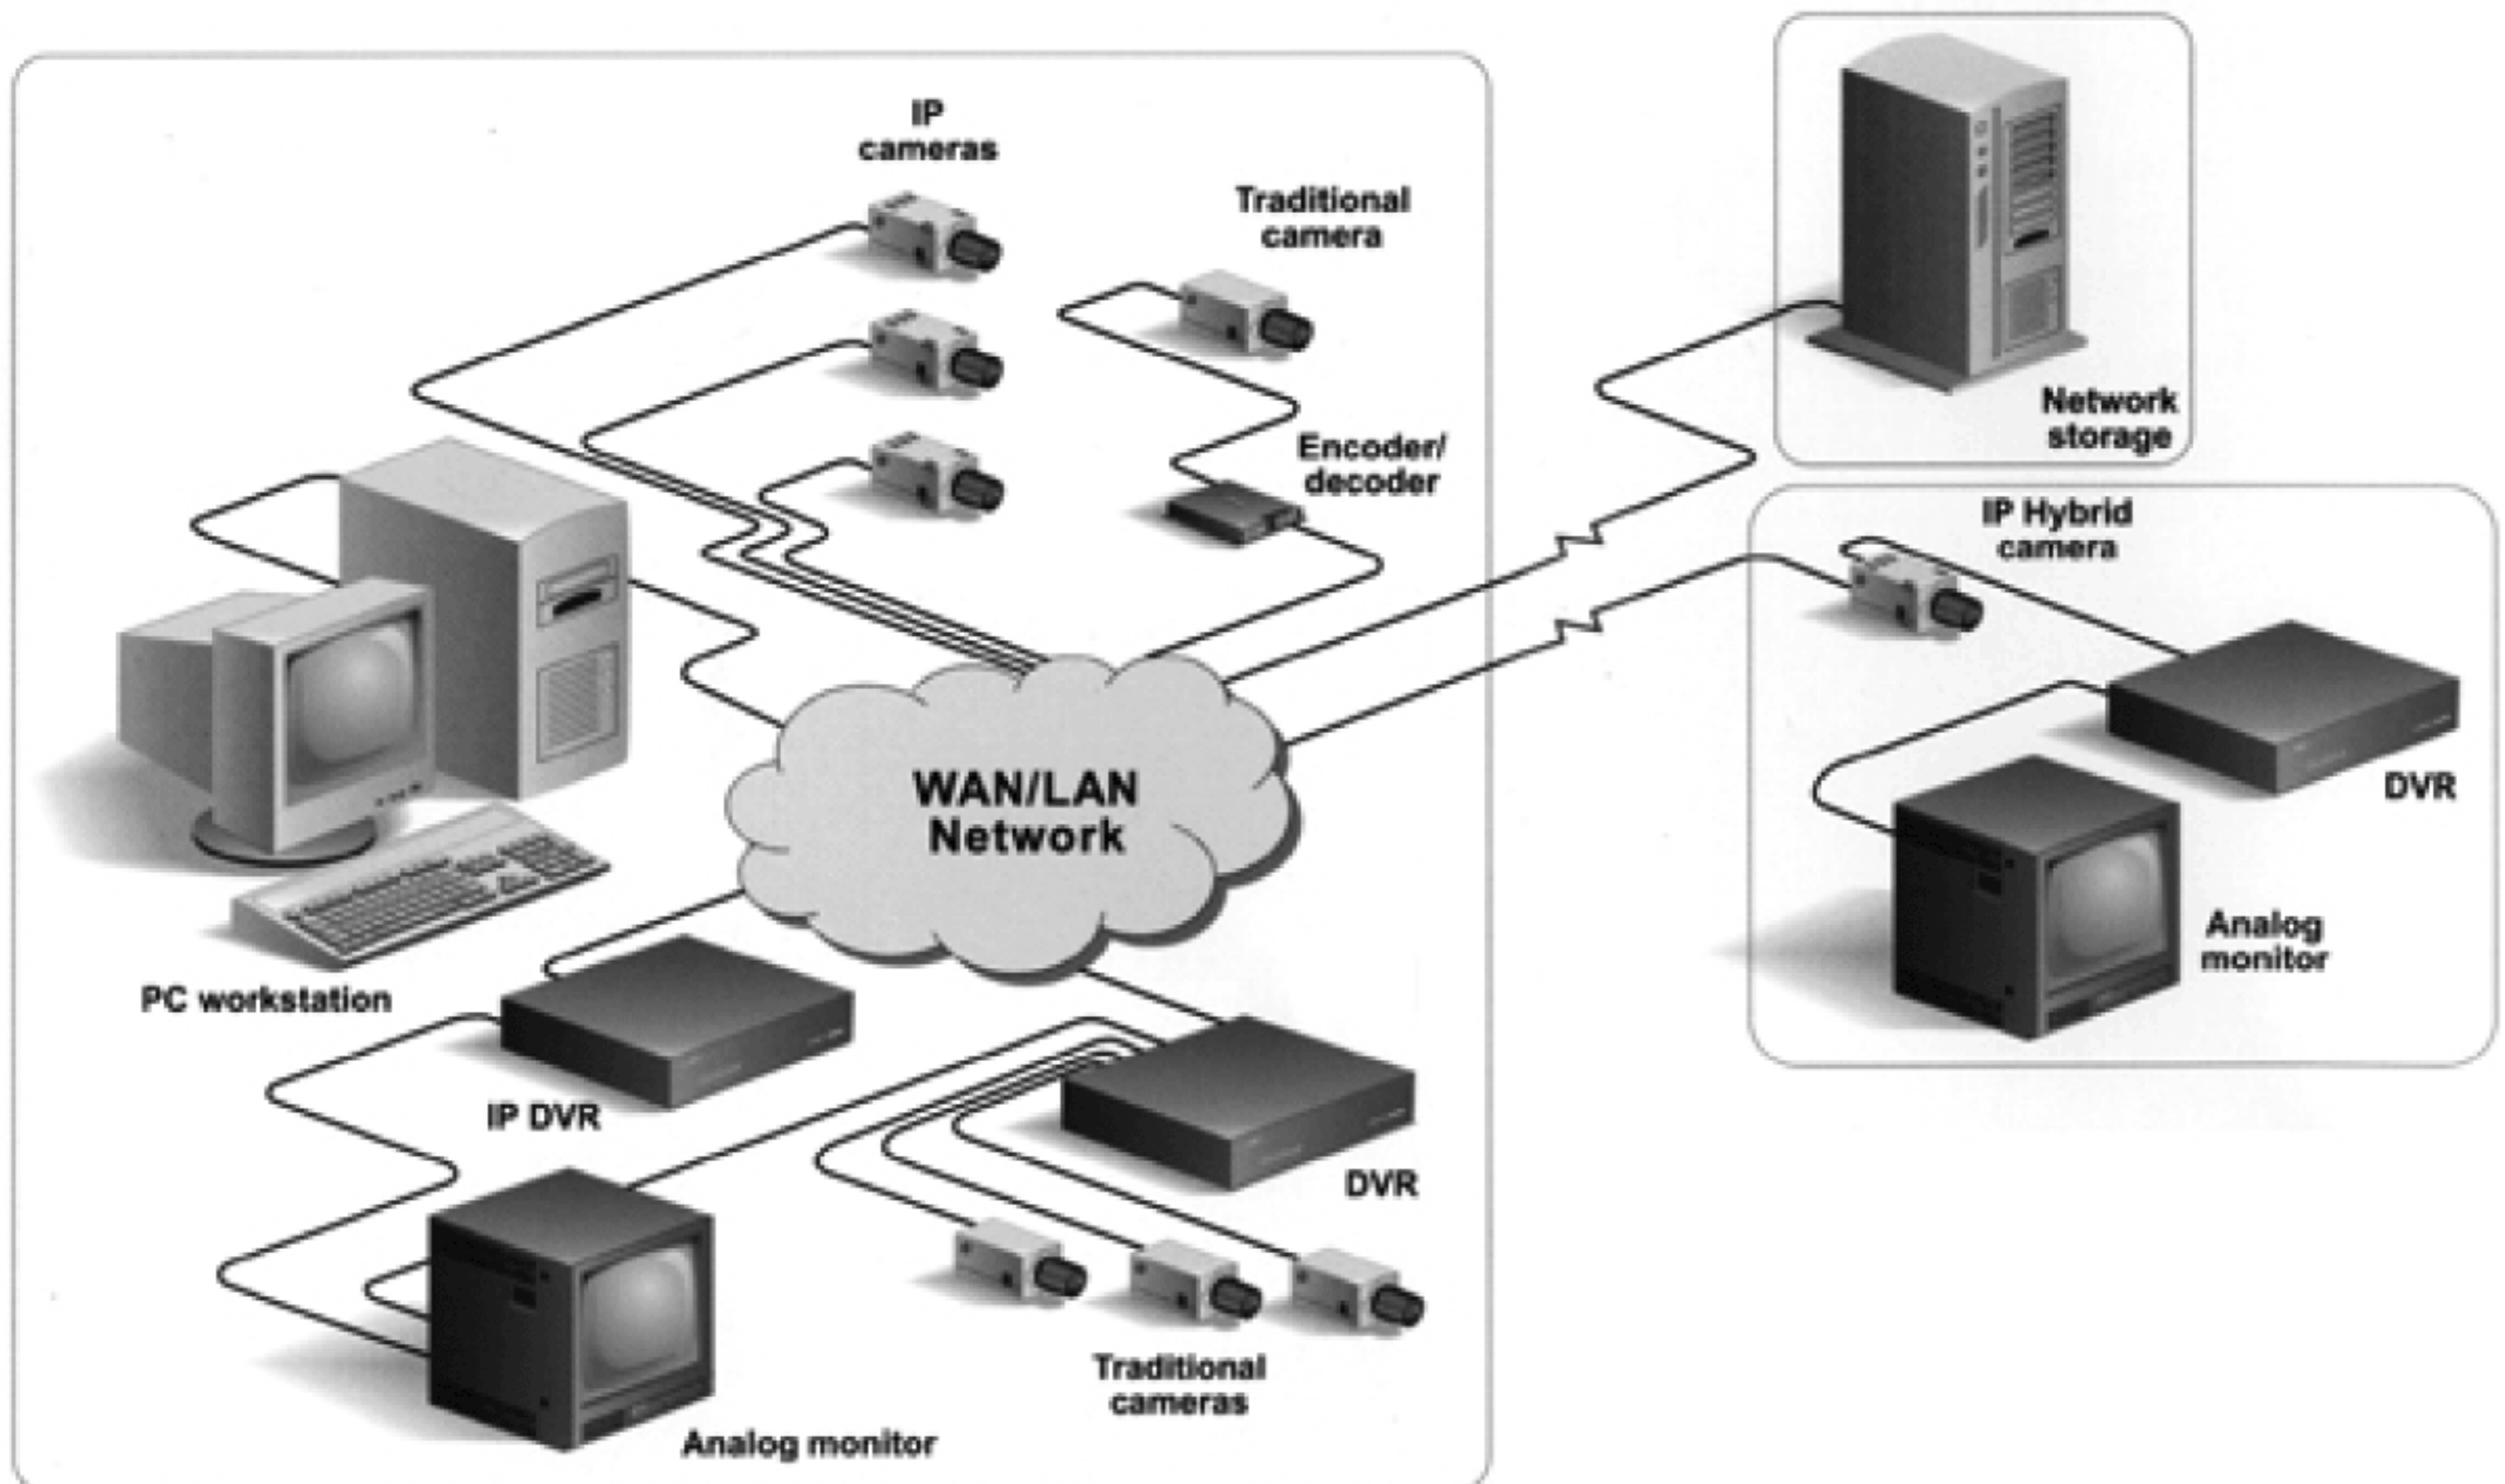 IP
cameras
Traditional
camera
Encoder/
decoder
Network
storage
IP Hybrid
camera
DVR
Analog
monitor
WAN/LAN
Network
PC workstation
IP DVR
DVR
Traditional
cameras
Analog monitor